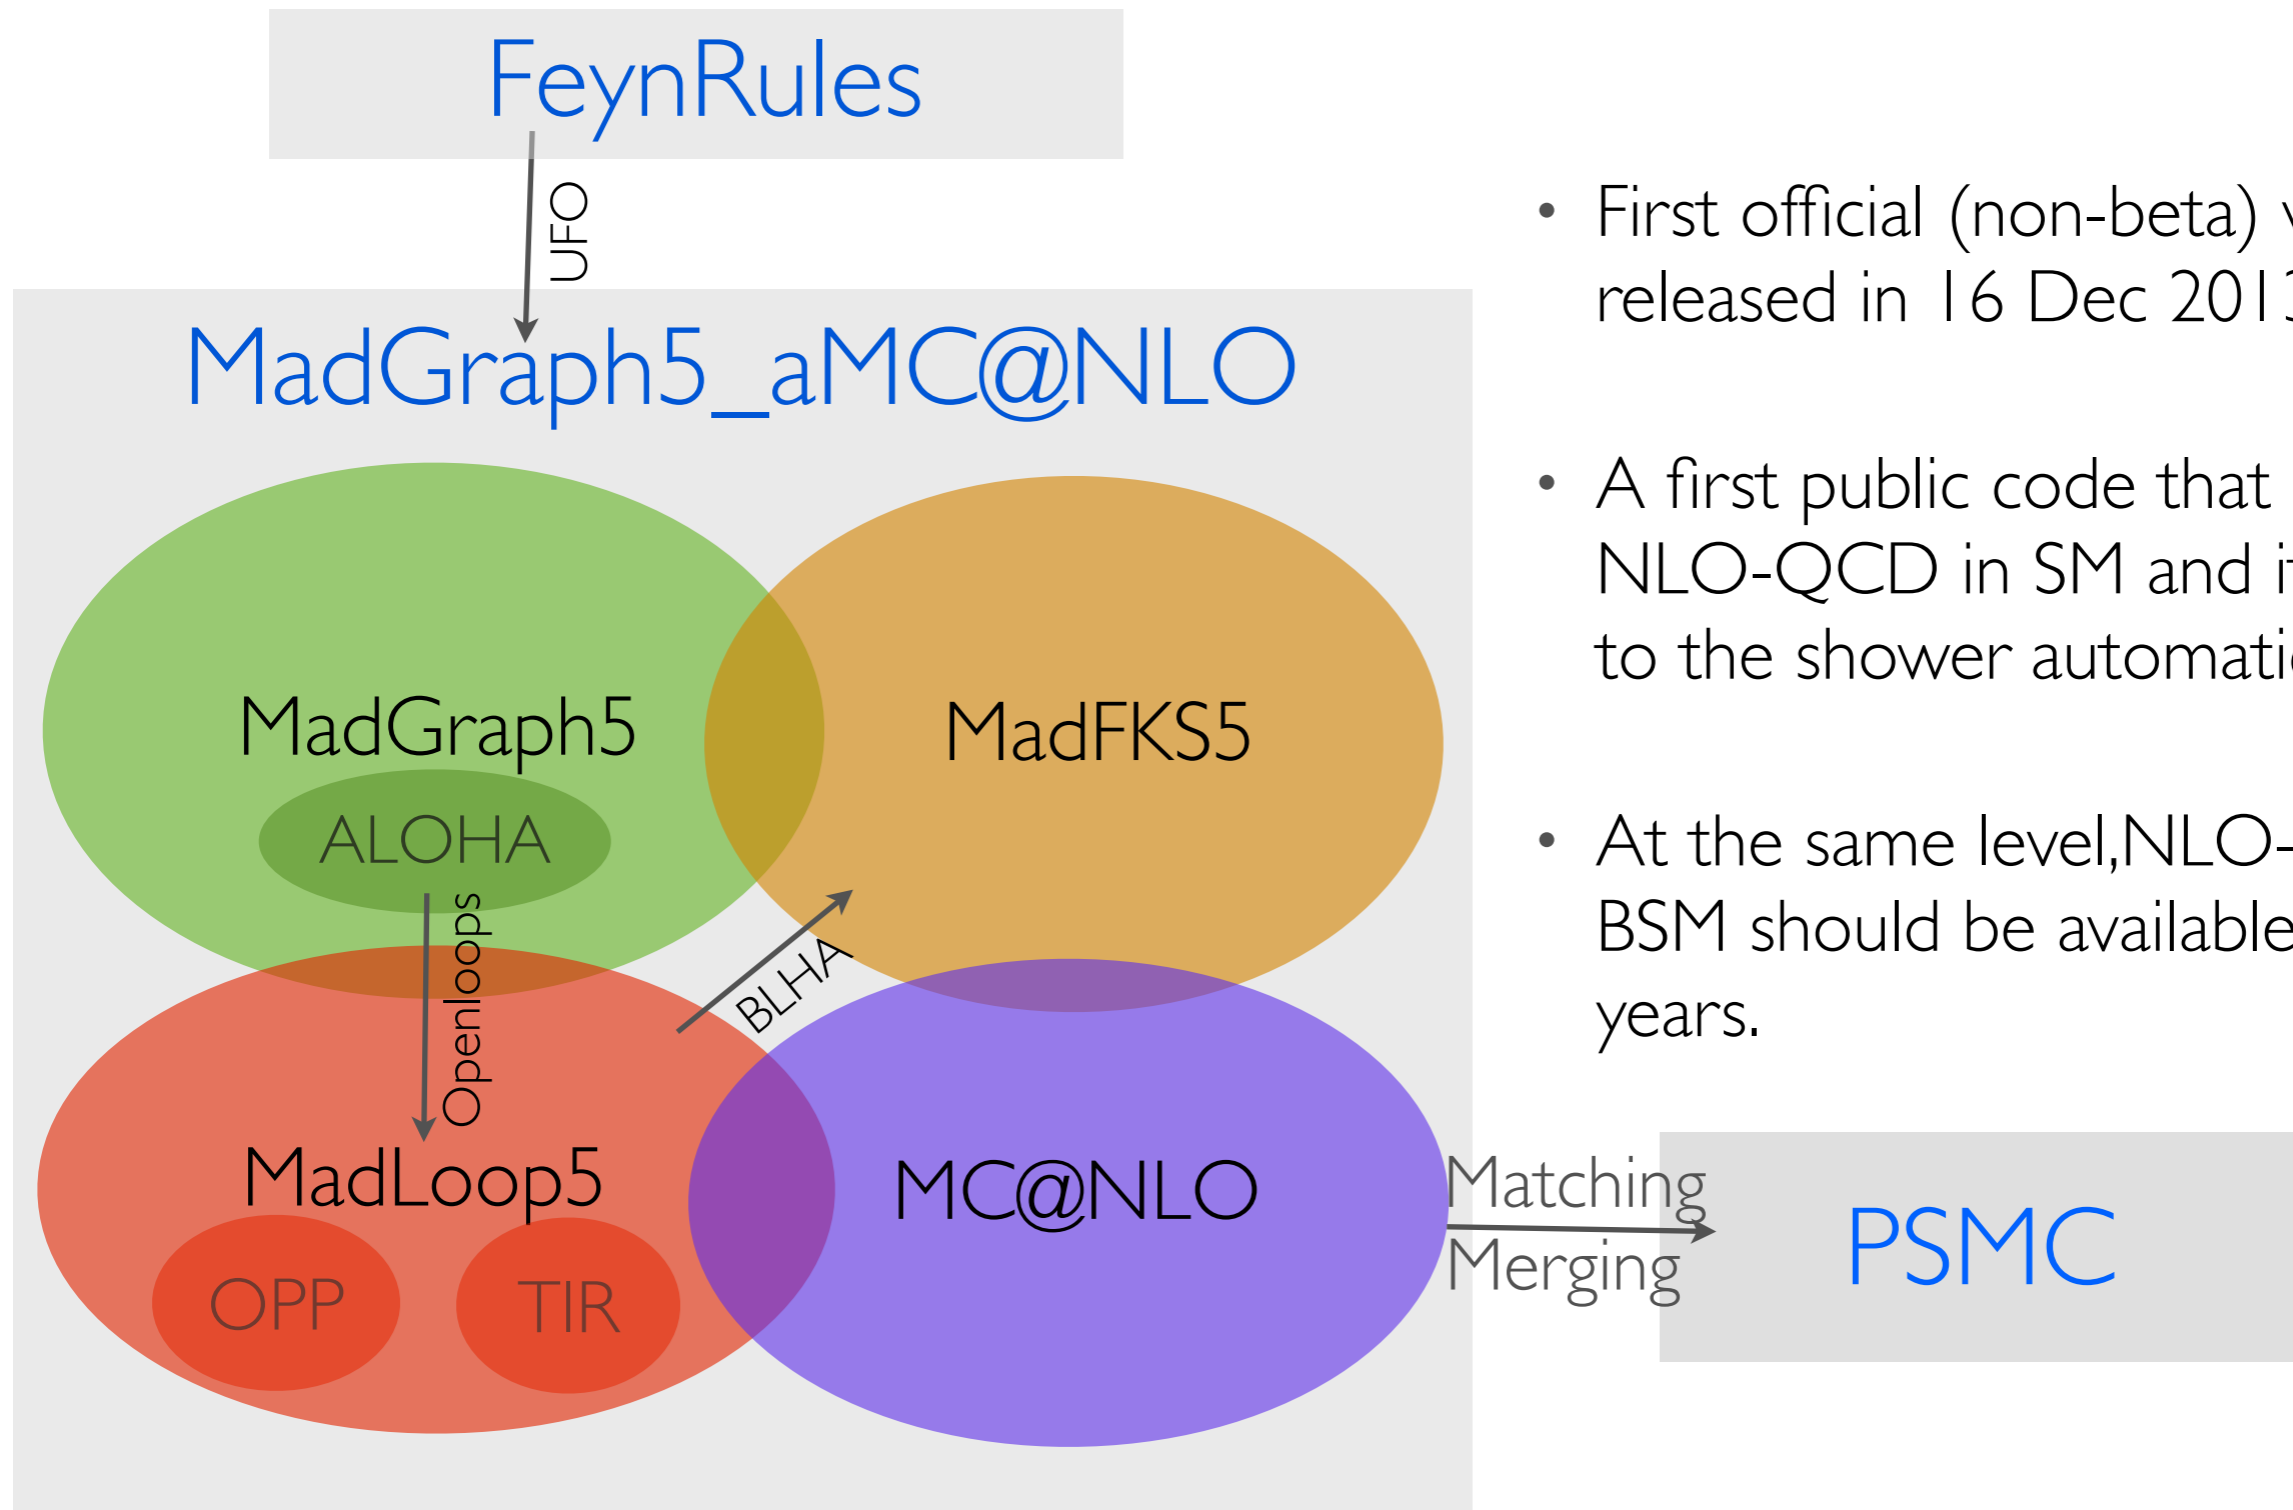 FeynRules
UFO
MadGraph5_aMC@NLO
MadGraph5
ALOHA
MadFKS5
Openloops
BLHA
MadLoop5
OPP
TIR
MC@NLO
Matching
Merging
PSMC
• First official (non-beta)
released in 16 Dec 2013
• A first public code that
NLO-QCD in SM and
to the shower
• At the same level,NLO-
BSM should be available
years.